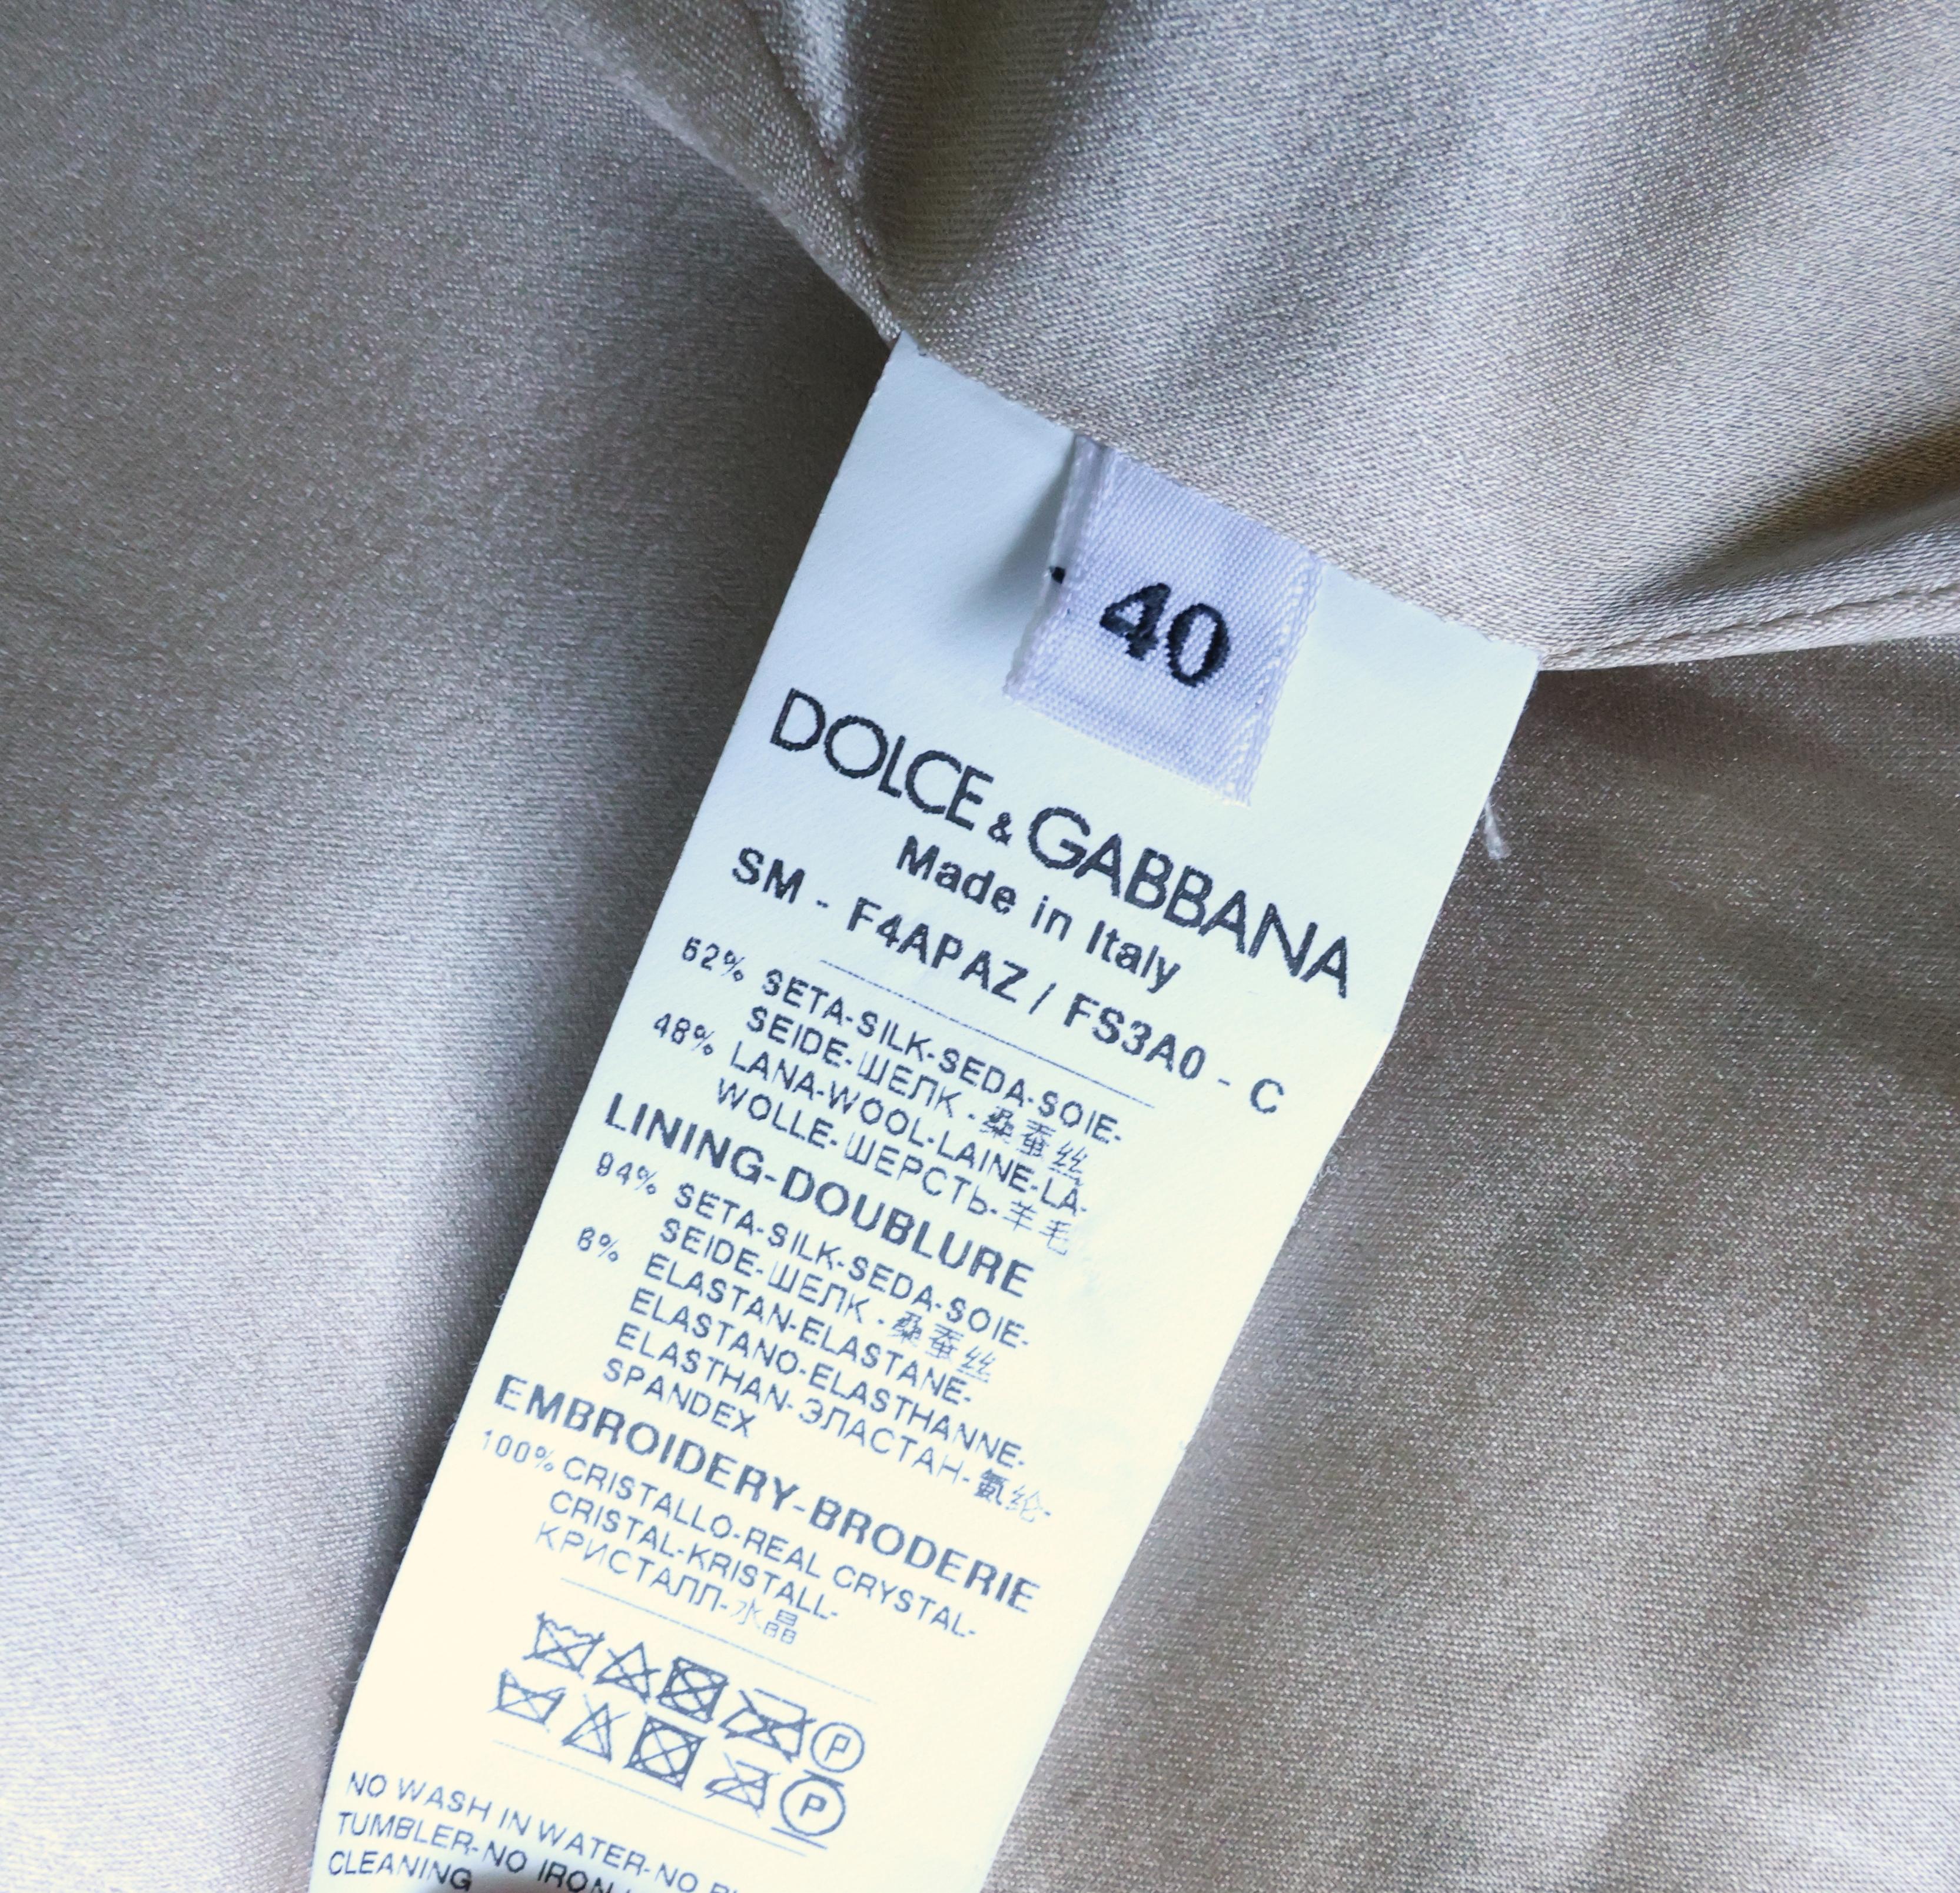 40
DOLCE & GABBANA
Made in Italy
SM - F4APAZ / FS3A0 - C
52% SETA-SILK-SEDA-SOIE-
SEIDE-ШЕЛК-桑蚕丝
48% LANA-WOOL-LAINE-LA-
WOLLE-ШЕРСТЬ-羊毛
LINING-DOUBLURE
94% SETA-SILK-SEDA-SOIE-
SEIDE-ШЕЛК-桑蚕丝
6% ELASTAN-ELASTANE-
ELASTANO-ELASTHANNE-
ELASTHAN-ЭЛАСТАН-氨纶-
SPANDEX
EMBROIDERY-BRODERIE
100% CRISTALLO-REAL CRYSTAL-
CRISTAL-KRISTALL-
КРИСТАЛЛ-水晶
P
P
NO WASH IN WATER-NO
TUMBLER-NO IRON
CLEANING